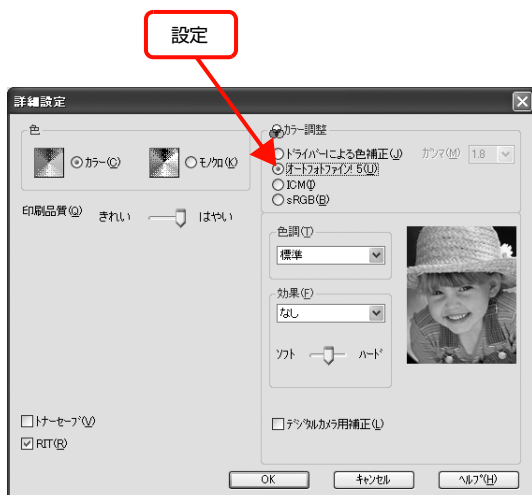 設定
詳細設定
色
カラー(C)
モノクロ(K)
印刷品質(Q)
きれい
はやい
トナーセーブ(V)
RIT(R)
カラー調整
ドライバーによる色補正(J)
ガンマ(M)
1.8
オートフォトファイン!5(U)
ICM(I)
sRGB(B)
色調(T)
標準
効果(F)
なし
ソフト
ハード
デジタルカメラ用補正(L)
OK
キャンセル
ヘルプ(H)